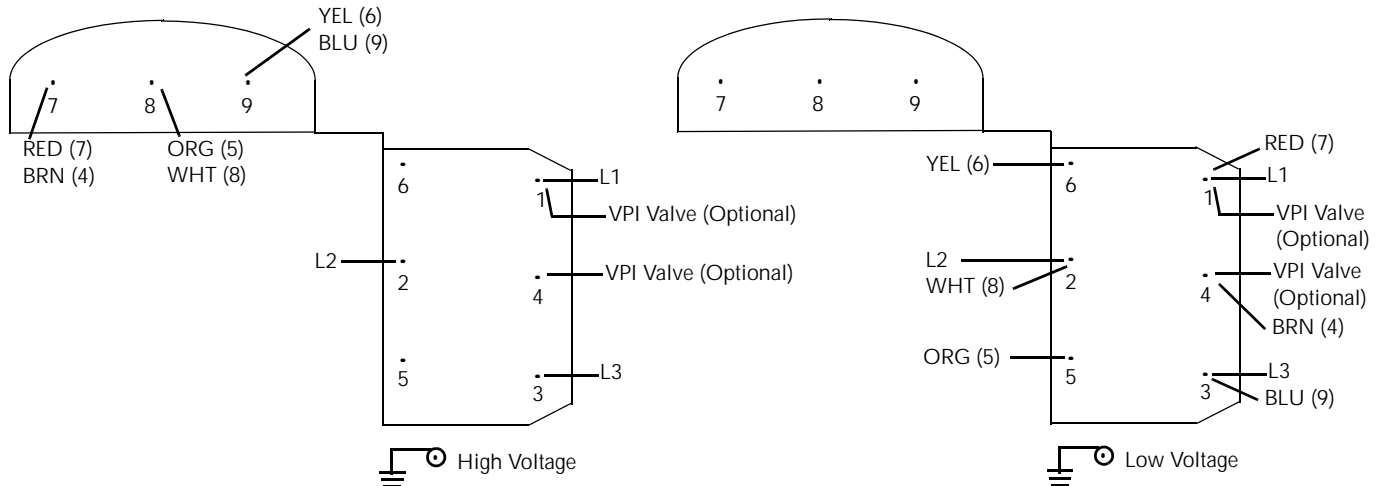 YEL (6)
BLU (9)
7
8
9
RED (7)
BRN (4)
ORG (5)
WHT (8)
6
1
L1
VPI Valve (Optional)
L2
2
4
VPI Valve (Optional)
5
3
L3
High Voltage
7
8
9
YEL (6)
6
RED (7)
1
L1
VPI Valve
(Optional)
L2
WHT (8)
2
4
VPI Valve
(Optional)
BRN (4)
ORG (5)
5
3
L3
BLU (9)
Low Voltage